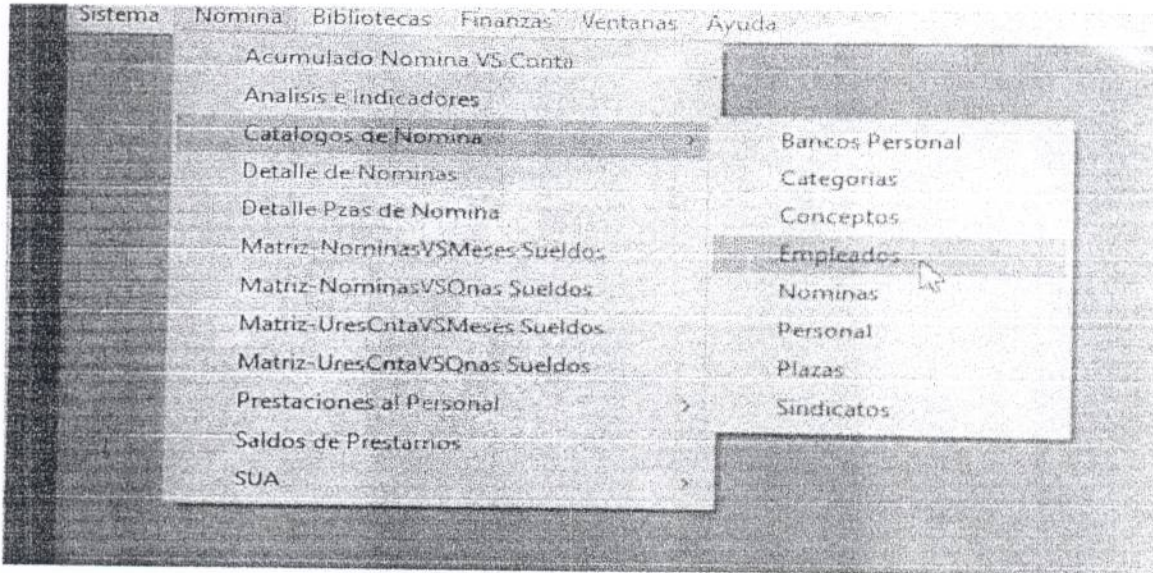 Sistema Nomina Bibliotecas Finanzas Ventanas Ayuda
Acumulado Nomina VS Conta
Analisis e Indicadores
Catalogos de Nomina >
Detalle de Nominas
Detalle Pzas de Nomina
Matriz-NominasVSMeses Sueldos
Matriz-NominasVSQnas Sueldos
Matriz-UresCntaVSMeses Sueldos
Matriz-UresCntaVSQnas Sueldos
Prestaciones al Personal >
Saldos de Prestamos
SUA >
Bancos Personal
Categorias
Conceptos
Empleados
Nominas
Personal
Plazas
Sindicatos